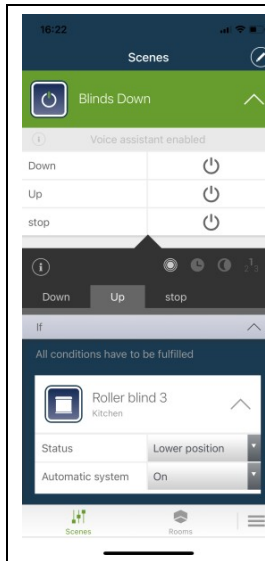 16:22
Scenes
Blinds Down
Voice assistant enabled
Down
Up
stop
Down Up stop
If
All conditions have to be fulfilled
Roller blind 3
Kitchen
Status Lower position
Automatic system On
Scenes Rooms